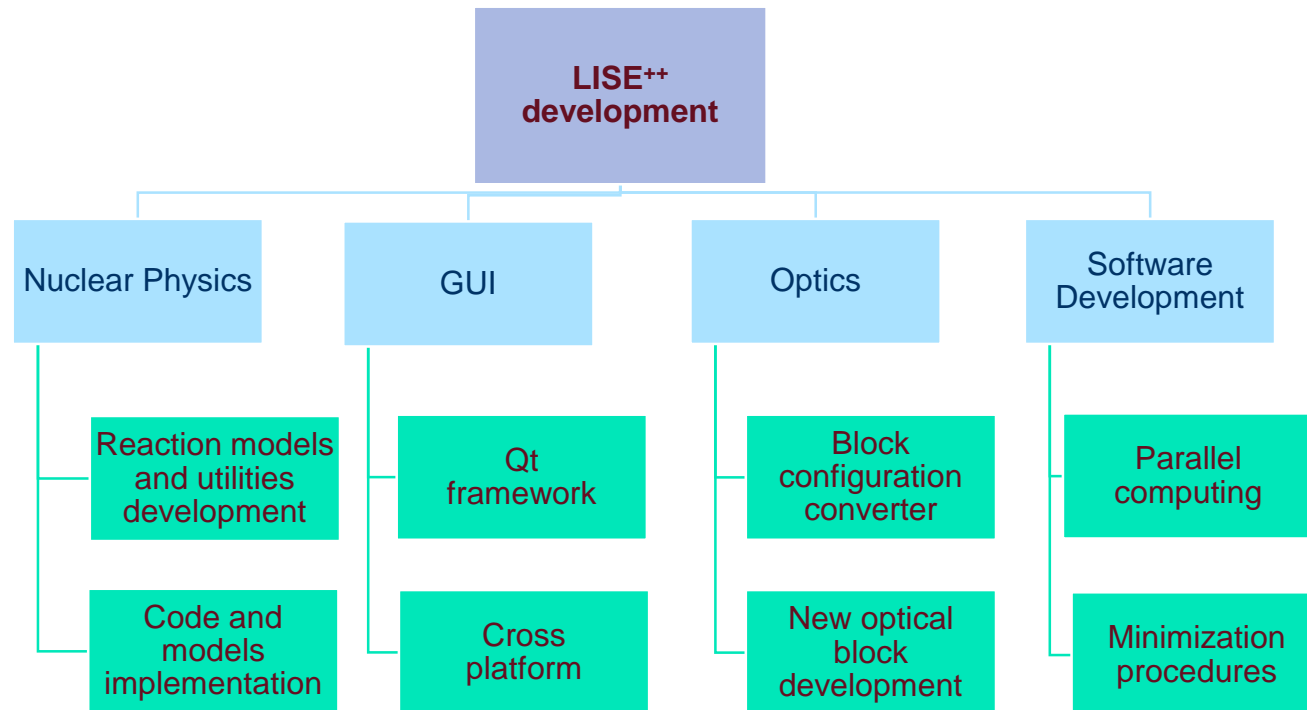 LISE++
development
Nuclear Physics
GUI
Optics
Software
Development
Reaction models
and utilities
development
Qt
framework
Block
configuration
converter
Parallel
computing
Code and
models
implementation
Cross
platform
New optical
block
development
Minimization
procedures